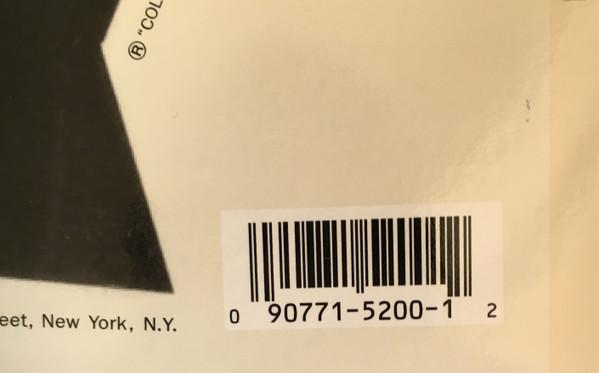 ® "COL
eet, New York, N.Y.
0 90771-5200-1 2